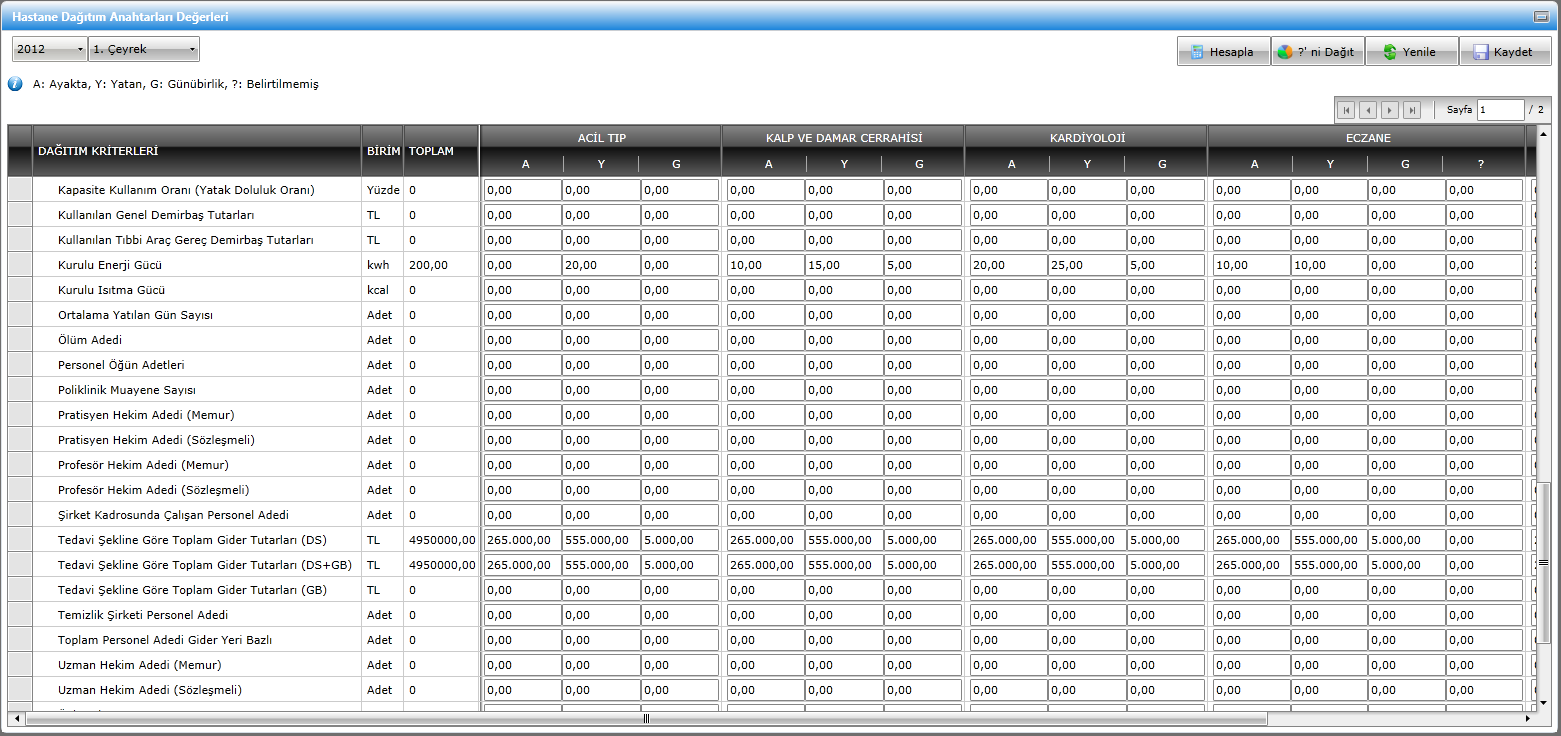 Hastane Dağıtım Anahtarları Değerleri
2012 1. Çeyrek Hesapla ?' ni Dağıt Yenile Kaydet
A: Ayakta, Y: Yatan, G: Günübirlik, ?: Belirtilmemiş
Sayfa 1 / 2
DAĞITIM KRİTERLERİ BİRİM TOPLAM ACİL TIP KALP VE DAMAR CERRAHİSİ KARDİYOLOJİ ECZANE
A Y G A Y G A Y G A Y G ?
Kapasite Kullanım Oranı (Yatak Doluluk Oranı) Yüzde 0 0,00 0,00 0,00 0,00 0,00 0,00 0,00 0,00 0,00 0,00 0,00 0,00 0,00
Kullanılan Genel Demirbaş Tutarları TL 0 0,00 0,00 0,00 0,00 0,00 0,00 0,00 0,00 0,00 0,00 0,00 0,00 0,00
Kullanılan Tıbbi Araç Gereç Demirbaş Tutarları TL 0 0,00 0,00 0,00 0,00 0,00 0,00 0,00 0,00 0,00 0,00 0,00 0,00 0,00
Kurulu Enerji Gücü kwh 200,00 0,00 20,00 0,00 10,00 15,00 5,00 20,00 25,00 5,00 10,00 10,00 0,00 0,00
Kurulu Isıtma Gücü kcal 0 0,00 0,00 0,00 0,00 0,00 0,00 0,00 0,00 0,00 0,00 0,00 0,00 0,00
Ortalama Yatılan Gün Sayısı Adet 0 0,00 0,00 0,00 0,00 0,00 0,00 0,00 0,00 0,00 0,00 0,00 0,00 0,00
Ölüm Adedi Adet 0 0,00 0,00 0,00 0,00 0,00 0,00 0,00 0,00 0,00 0,00 0,00 0,00 0,00
Personel Öğün Adetleri Adet 0 0,00 0,00 0,00 0,00 0,00 0,00 0,00 0,00 0,00 0,00 0,00 0,00 0,00
Poliklinik Muayene Sayısı Adet 0 0,00 0,00 0,00 0,00 0,00 0,00 0,00 0,00 0,00 0,00 0,00 0,00 0,00
Pratisyen Hekim Adedi (Memur) Adet 0 0,00 0,00 0,00 0,00 0,00 0,00 0,00 0,00 0,00 0,00 0,00 0,00 0,00
Pratisyen Hekim Adedi (Sözleşmeli) Adet 0 0,00 0,00 0,00 0,00 0,00 0,00 0,00 0,00 0,00 0,00 0,00 0,00 0,00
Profesör Hekim Adedi (Memur) Adet 0 0,00 0,00 0,00 0,00 0,00 0,00 0,00 0,00 0,00 0,00 0,00 0,00 0,00
Profesör Hekim Adedi (Sözleşmeli) Adet 0 0,00 0,00 0,00 0,00 0,00 0,00 0,00 0,00 0,00 0,00 0,00 0,00 0,00
Şirket Kadrosunda Çalışan Personel Adedi Adet 0 0,00 0,00 0,00 0,00 0,00 0,00 0,00 0,00 0,00 0,00 0,00 0,00 0,00
Tedavi Şekline Göre Toplam Gider Tutarları (DS) TL 4950000,00 265.000,00 555.000,00 5.000,00 265.000,00 555.000,00 5.000,00 265.000,00 555.000,00 5.000,00 265.000,00 555.000,00 5.000,00 0,00
Tedavi Şekline Göre Toplam Gider Tutarları (DS+GB) TL 4950000,00 265.000,00 555.000,00 5.000,00 265.000,00 555.000,00 5.000,00 265.000,00 555.000,00 5.000,00 265.000,00 555.000,00 5.000,00 0,00
Tedavi Şekline Göre Toplam Gider Tutarları (GB) TL 0 0,00 0,00 0,00 0,00 0,00 0,00 0,00 0,00 0,00 0,00 0,00 0,00 0,00
Temizlik Şirketi Personel Adedi Adet 0 0,00 0,00 0,00 0,00 0,00 0,00 0,00 0,00 0,00 0,00 0,00 0,00 0,00
Toplam Personel Adedi Gider Yeri Bazlı Adet 0 0,00 0,00 0,00 0,00 0,00 0,00 0,00 0,00 0,00 0,00 0,00 0,00 0,00
Uzman Hekim Adedi (Memur) Adet 0 0,00 0,00 0,00 0,00 0,00 0,00 0,00 0,00 0,00 0,00 0,00 0,00 0,00
Uzman Hekim Adedi (Sözleşmeli) Adet 0 0,00 0,00 0,00 0,00 0,00 0,00 0,00 0,00 0,00 0,00 0,00 0,00 0,00